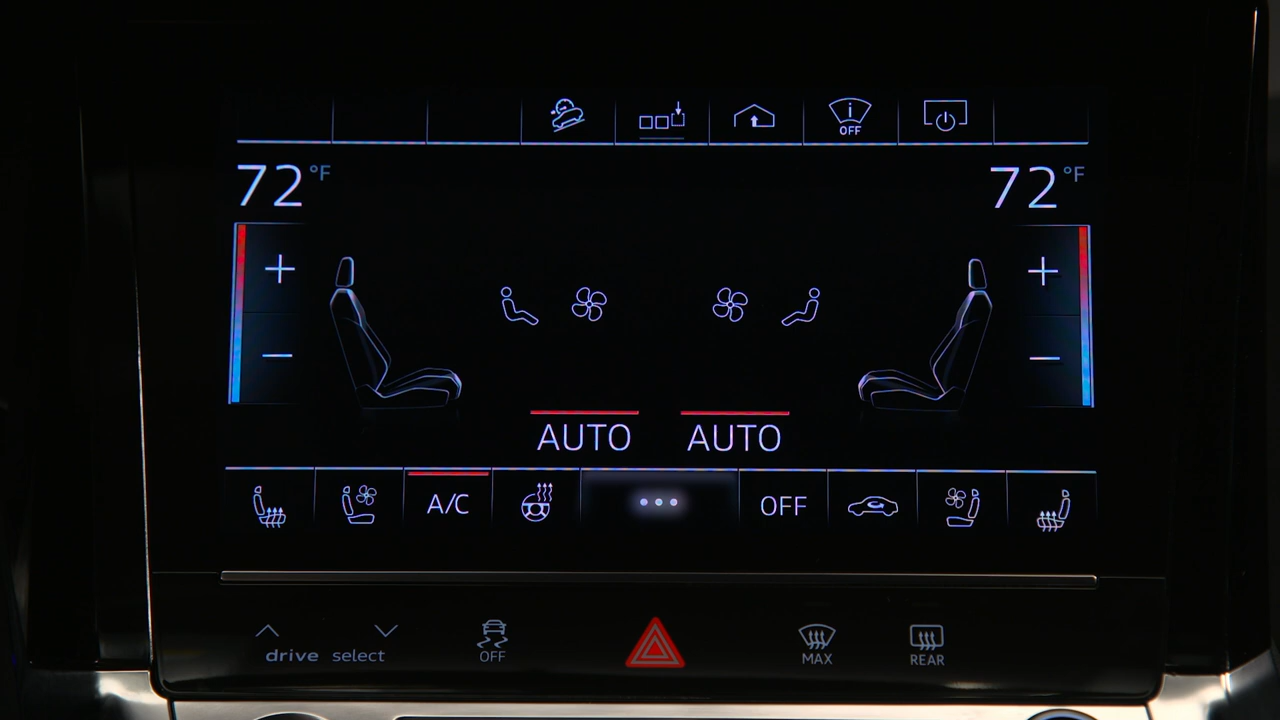 OFF
72 °F
72 °F
AUTO AUTO
A/C
OFF
drive select
OFF
MAX
REAR